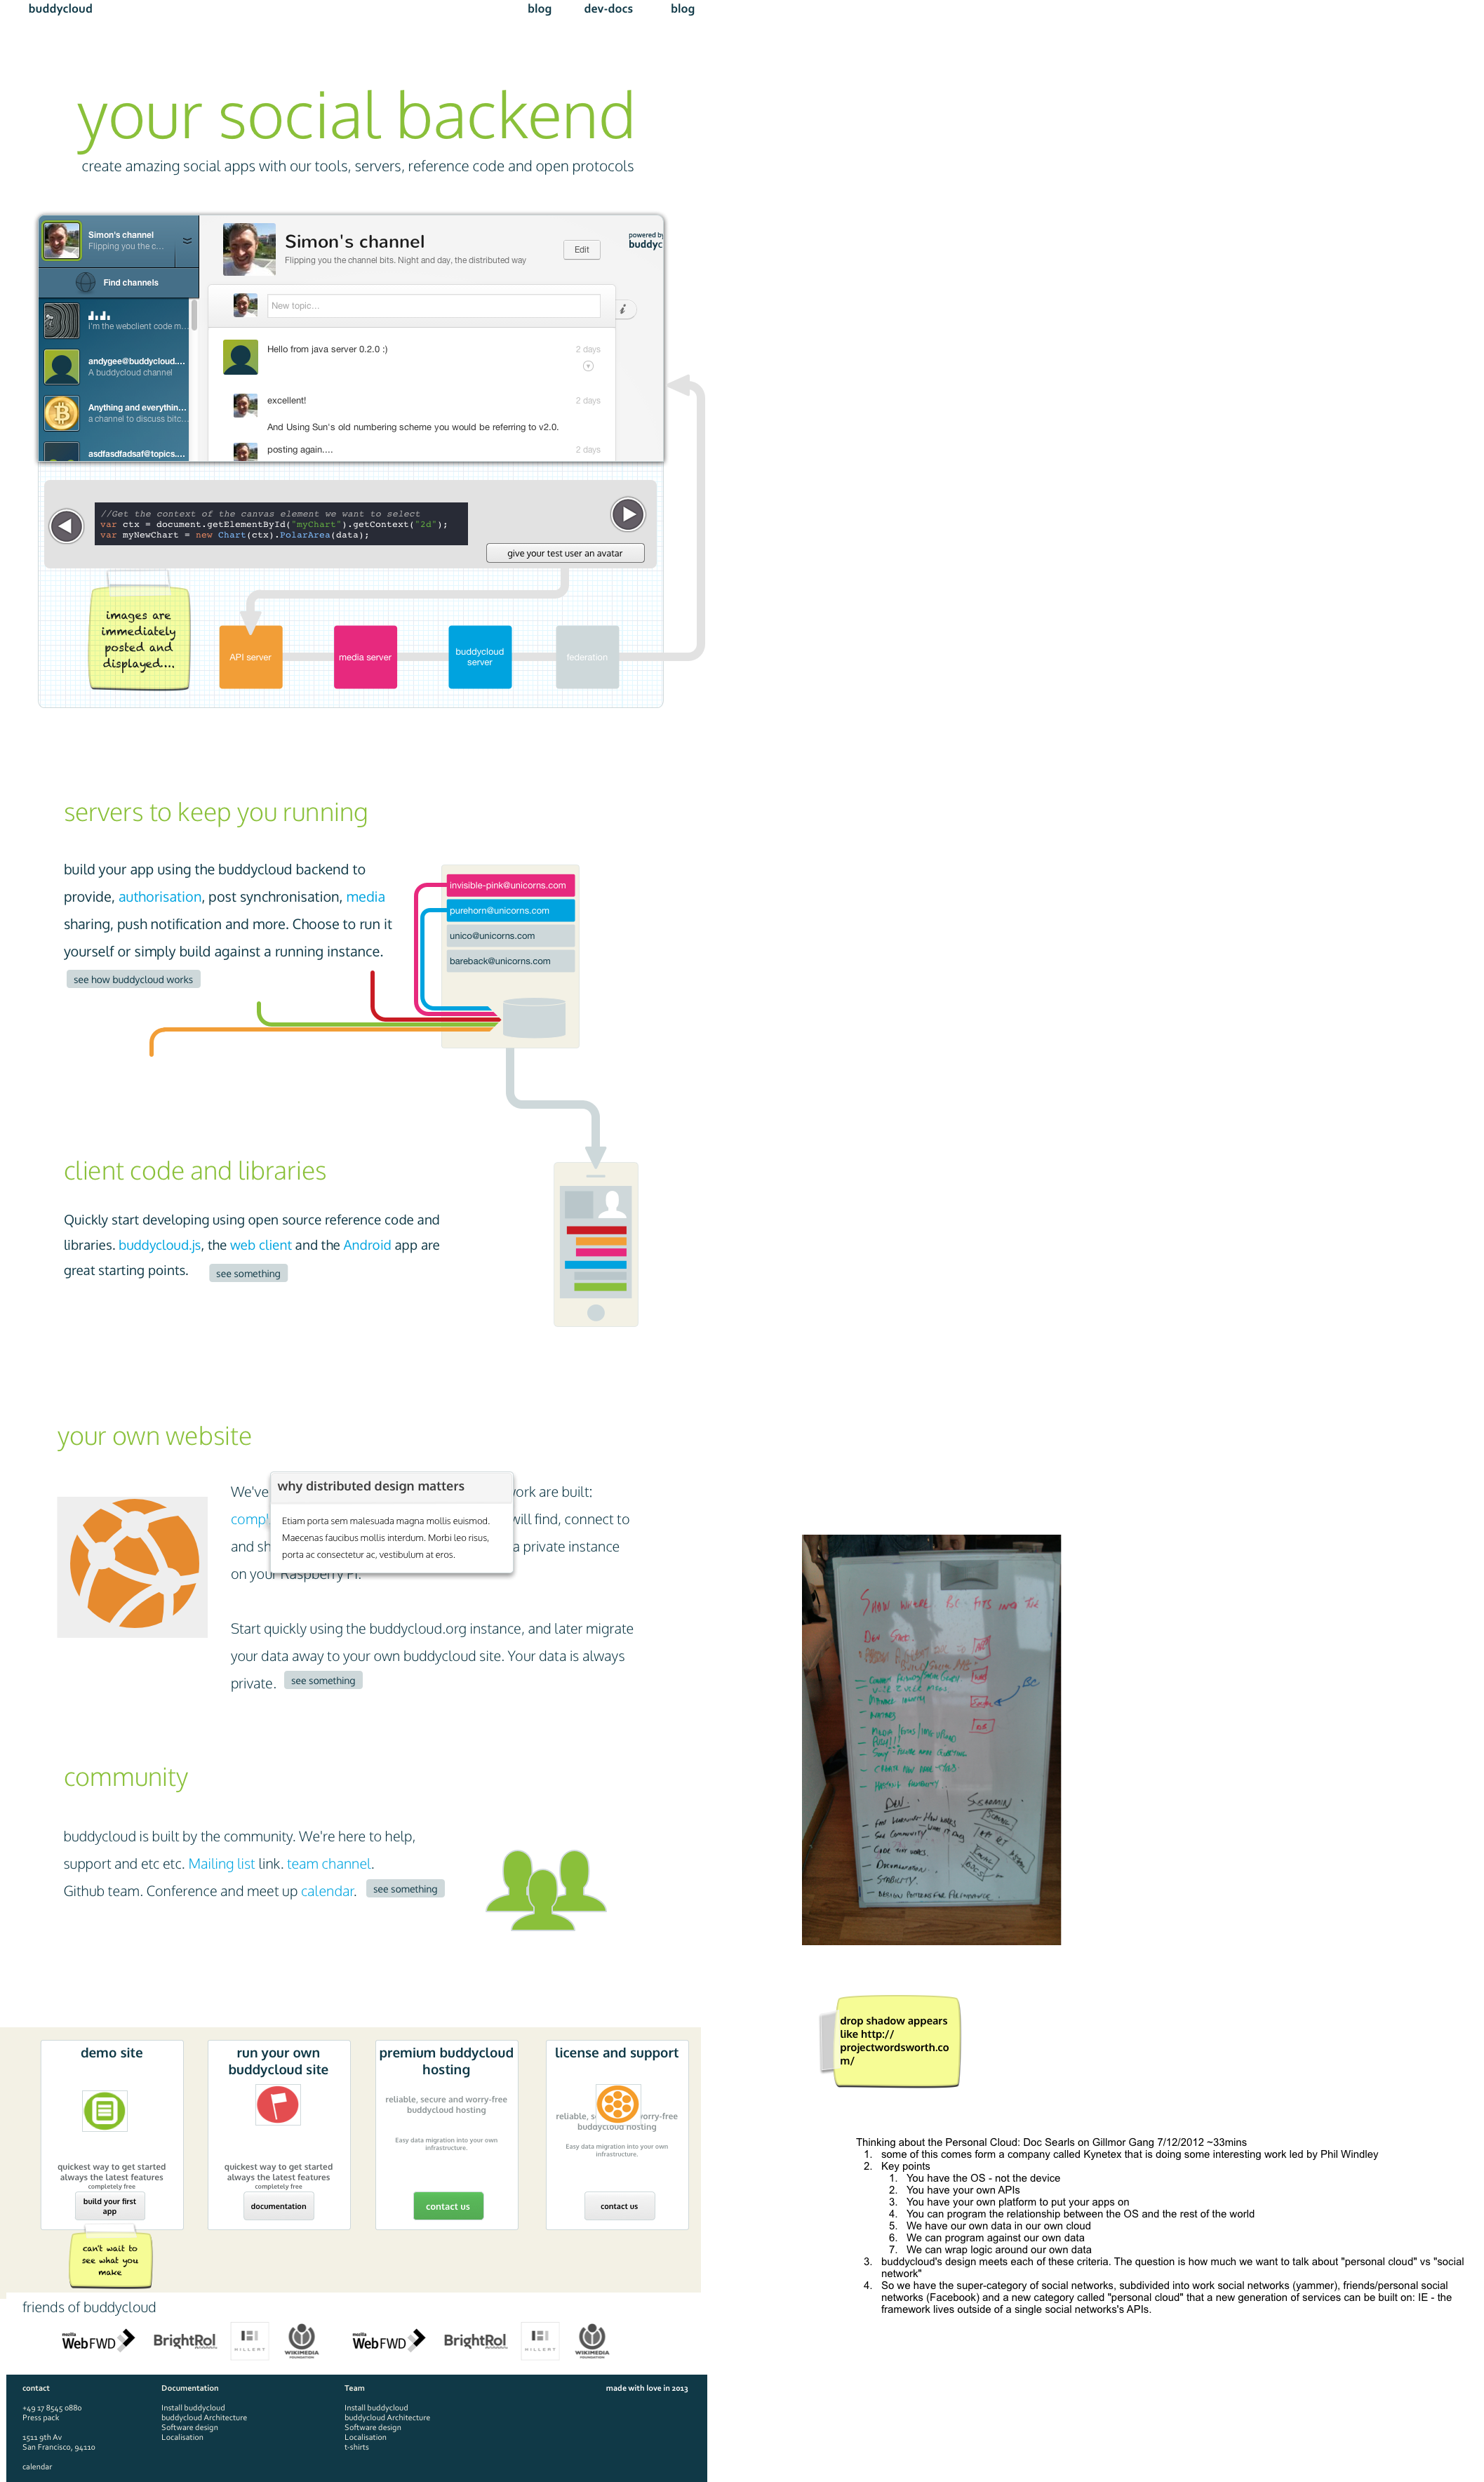 buddycloud
blog dev-docs blog
your social backend
create amazing social apps with our tools, servers, reference code and open protocols
Simon's channel
Flipping you the c...
Find channels
i'm the webclient code m...
andygee@buddycloud....
A buddycloud channel
Anything and everythin...
a channel to discuss bitc...
asdfasdfadsaf@topics....
Simon's channel
Flipping you the channel bits. Night and day, the distributed way
Edit
powered by
buddyc
New topic...
i
Hello from java server 0.2.0 :)
2 days
excellent!
2 days
And Using Sun's old numbering scheme you would be referring to v2.0.
posting again....
2 days
//Get the context of the canvas element we want to select
var ctx = document.getElementById("myChart").getContext("2d");
var myNewChart = new Chart(ctx).PolarArea(data);
give your test user an avatar
images are
immediately
posted and
displayed....
API server
media server
buddycloud
server
federation
servers to keep you running
build your app using the buddycloud backend to
provide, authorisation, post synchronisation, media
sharing, push notification and more. Choose to run it
yourself or simply build against a running instance.
see how buddycloud works
invisible-pink@unicorns.com
purehorn@unicorns.com
unico@unicorns.com
bareback@unicorns.com
client code and libraries
Quickly start developing using open source reference code and
libraries. buddycloud.js, the web client and the Android app are
great starting points.
see something
your own website
We've work are built:
comp will find, connect to
and sh a private instance
on your Raspberry Pi.
why distributed design matters
Etiam porta sem malesuada magna mollis euismod.
Maecenas faucibus mollis interdum. Morbi leo risus,
porta ac consectetur ac, vestibulum at eros.
Start quickly using the buddycloud.org instance, and later migrate
your data away to your own buddycloud site. Your data is always
private.
see something
community
buddycloud is built by the community. We're here to help,
support and etc etc. Mailing list link. team channel.
Github team. Conference and meet up calendar.
see something
SHOW WHERE BC FITS INTO THE
DEV STACK.
BC
- DOCUMENTATION.
- STABILITY.
drop shadow appears
like http://
projectwordsworth.co
m/
demo site
quickest way to get started
always the latest features
completely free
build your first
app
can't wait to
see what you
make
run your own
buddycloud site
quickest way to get started
always the latest features
completely free
documentation
premium buddycloud
hosting
reliable, secure and worry-free
buddycloud hosting
Easy data migration into your own
infrastructure.
contact us
license and support
reliable, s worry-free
buddycloud hosting
Easy data migration into your own
infrastructure.
contact us
Thinking about the Personal Cloud: Doc Searls on Gillmor Gang 7/12/2012 ~33mins
1. some of this comes form a company called Kynetex that is doing some interesting work led by Phil Windley
2. Key points
1. You have the OS - not the device
2. You have your own APIs
3. You have your own platform to put your apps on
4. You can program the relationship between the OS and the rest of the world
5. We have our own data in our own cloud
6. We can program against our own data
7. We can wrap logic around our own data
3. buddycloud's design meets each of these criteria. The question is how much we want to talk about "personal cloud" vs "social
network"
4. So we have the super-category of social networks, subdivided into work social networks (yammer), friends/personal social
networks (Facebook) and a new category called "personal cloud" that a new generation of services can be built on: IE - the
framework lives outside of a single social networks's APIs.
friends of buddycloud
mozilla
WebFWD
BrightRol
HILLERT
WIKIMEDIA
FOUNDATION
mozilla
WebFWD
BrightRol
HILLERT
WIKIMEDIA
FOUNDATION
contact
+49 17 8545 0880
Press pack
1511 9th Av
San Francisco, 94110
calendar
Documentation
Install buddycloud
buddycloud Architecture
Software design
Localisation
Team
Install buddycloud
buddycloud Architecture
Software design
Localisation
t-shirts
made with love in 2013